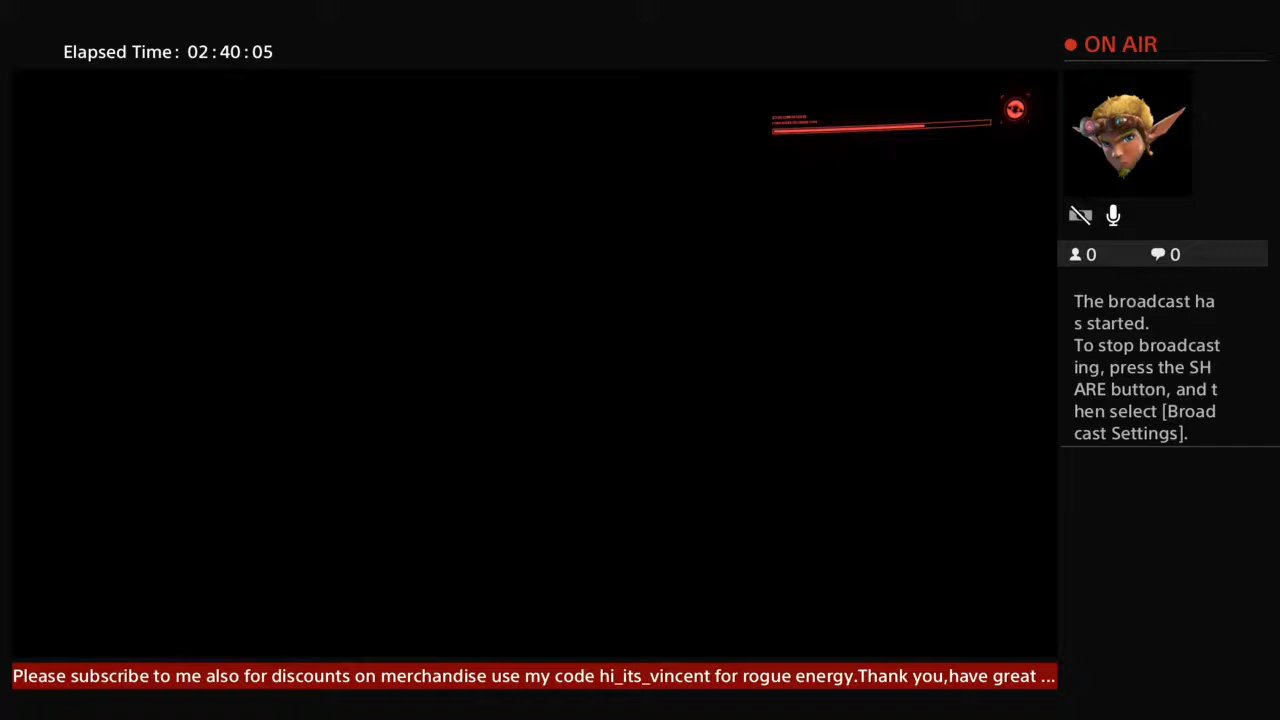 Elapsed Time: 02:40:05
ON AIR
0 0
The broadcast ha
s started.
To stop broadcast
ing, press the SH
ARE button, and t
hen select [Broad
cast Settings].
Please subscribe to me also for discounts on merchandise use my code hi_its_vincent for rogue energy.Thank you,have great ...